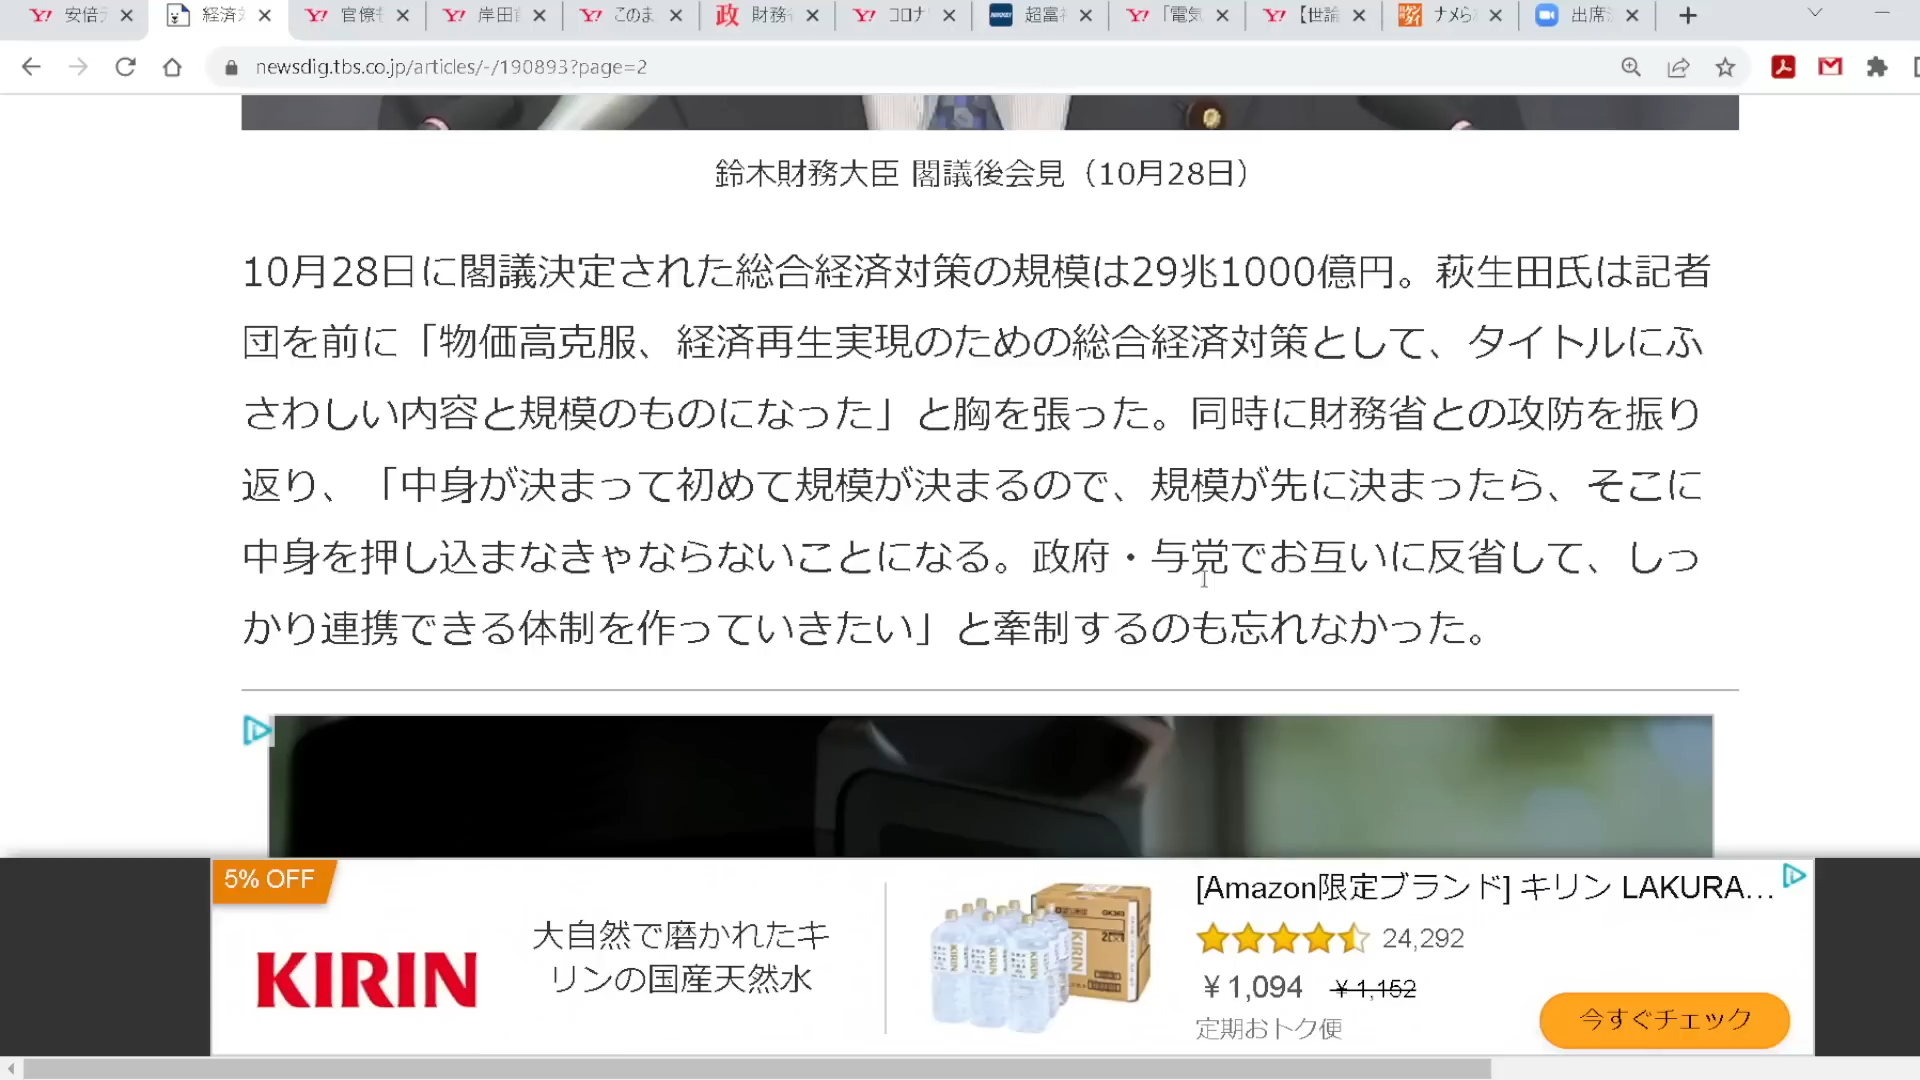 安倍
経済
官僚
岸田
このま
政 財務
コロナ
NIKKEI 超富
「電気
【世論
ナメら
出席
newsdig.tbs.co.jp/articles/-/190893?page=2
鈴木財務大臣 閣議後会見（10月28日）
10月28日に閣議決定された総合経済対策の規模は29兆1000億円。萩生田氏は記者
団を前に「物価高克服、経済再生実現のための総合経済対策として、タイトルにふ
さわしい内容と規模のものになった」と胸を張った。同時に財務省との攻防を振り
返り、「中身が決まって初めて規模が決まるので、規模が先に決まったら、そこに
中身を押し込まなきゃならないことになる。政府・与党でお互いに反省して、しっ
かり連携できる体制を作っていきたい」と牽制するのも忘れなかった。
5% OFF
KIRIN
大自然で磨かれたキ
リンの国産天然水
KIRIN
[Amazon限定ブランド] キリン LAKURA...
24,292
￥1,094 ￥1,152
定期おトク便
今すぐチェック